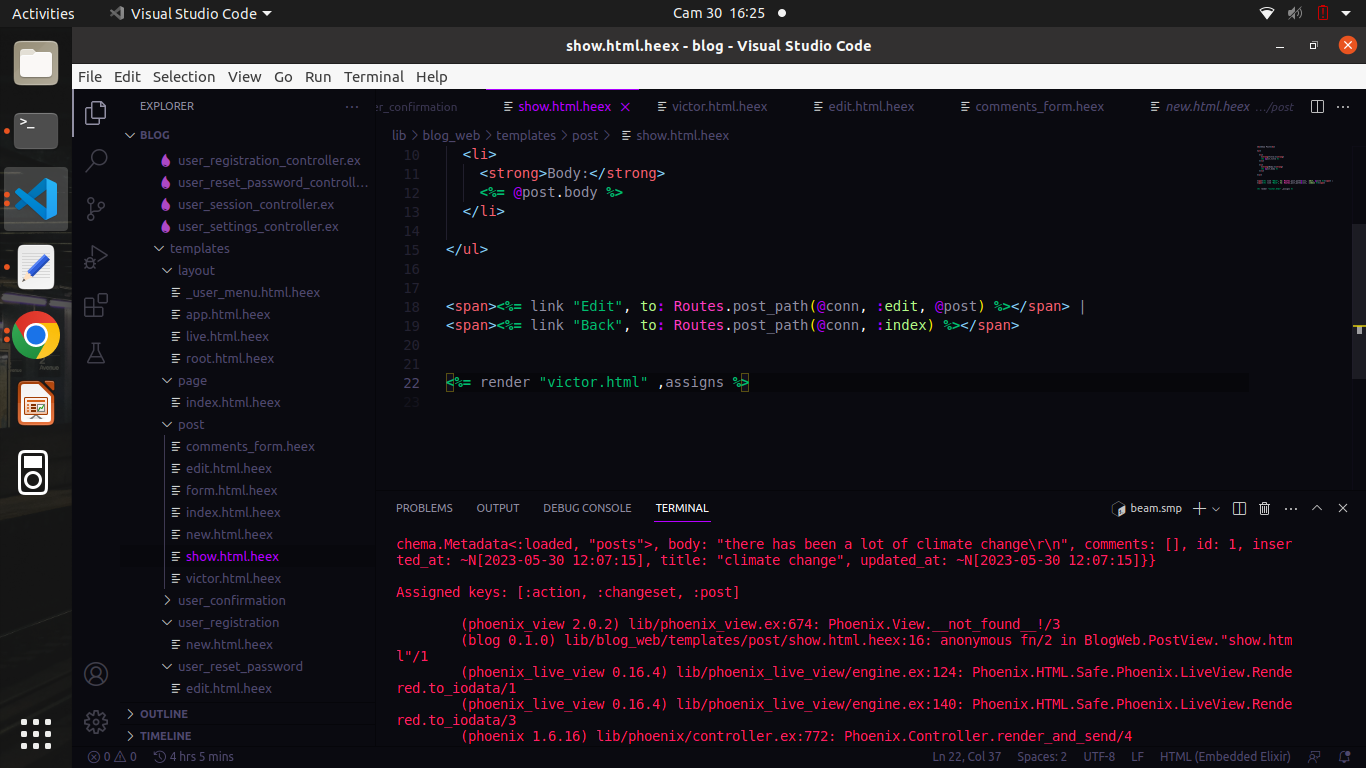 Activities
Visual Studio Code
Cam 30 16:25
show.html.heex - blog - Visual Studio Code
File Edit Selection View Go Run Terminal Help
EXPLORER
BLOG
user_registration_controller.ex
user_reset_password_controll...
user_session_controller.ex
user_settings_controller.ex
templates
layout
_user_menu.html.heex
app.html.heex
live.html.heex
root.html.heex
page
index.html.heex
post
comments_form.heex
edit.html.heex
form.html.heex
index.html.heex
new.html.heex
show.html.heex
victor.html.heex
user_confirmation
user_registration
new.html.heex
user_reset_password
edit.html.heex
OUTLINE
TIMELINE
er_confirmation show.html.heex victor.html.heex edit.html.heex comments_form.heex new.html.heex .../post
lib > blog_web > templates > post > show.html.heex
10 <li>
11 <strong>Body:</strong>
12 <%= @post.body %>
13 </li>
14
15 </ul>
16
17
18 <span><%= link "Edit", to: Routes.post_path(@conn, :edit, @post) %></span> |
19 <span><%= link "Back", to: Routes.post_path(@conn, :index) %></span>
20
21
22 <%= render "victor.html" ,assigns %>
23
PROBLEMS OUTPUT DEBUG CONSOLE TERMINAL
beam.smp
chema.Metadata<:loaded, "posts">, body: "there has been a lot of climate change\r\n", comments: [], id: 1, inser
ted_at: ~N[2023-05-30 12:07:15], title: "climate change", updated_at: ~N[2023-05-30 12:07:15]}}
Assigned keys: [:action, :changeset, :post]
(phoenix_view 2.0.2) lib/phoenix_view.ex:674: Phoenix.View.__not_found__!/3
(blog 0.1.0) lib/blog_web/templates/post/show.html.heex:16: anonymous fn/2 in BlogWeb.PostView."show.htm
l"/1
(phoenix_live_view 0.16.4) lib/phoenix_live_view/engine.ex:124: Phoenix.HTML.Safe.Phoenix.LiveView.Rende
red.to_iodata/1
(phoenix_live_view 0.16.4) lib/phoenix_live_view/engine.ex:140: Phoenix.HTML.Safe.Phoenix.LiveView.Rende
red.to_iodata/3
(phoenix 1.6.16) lib/phoenix/controller.ex:772: Phoenix.Controller.render_and_send/4
0 0 4 hrs 5 mins
Ln 22, Col 37 Spaces: 2 UTF-8 LF HTML (Embedded Elixir)